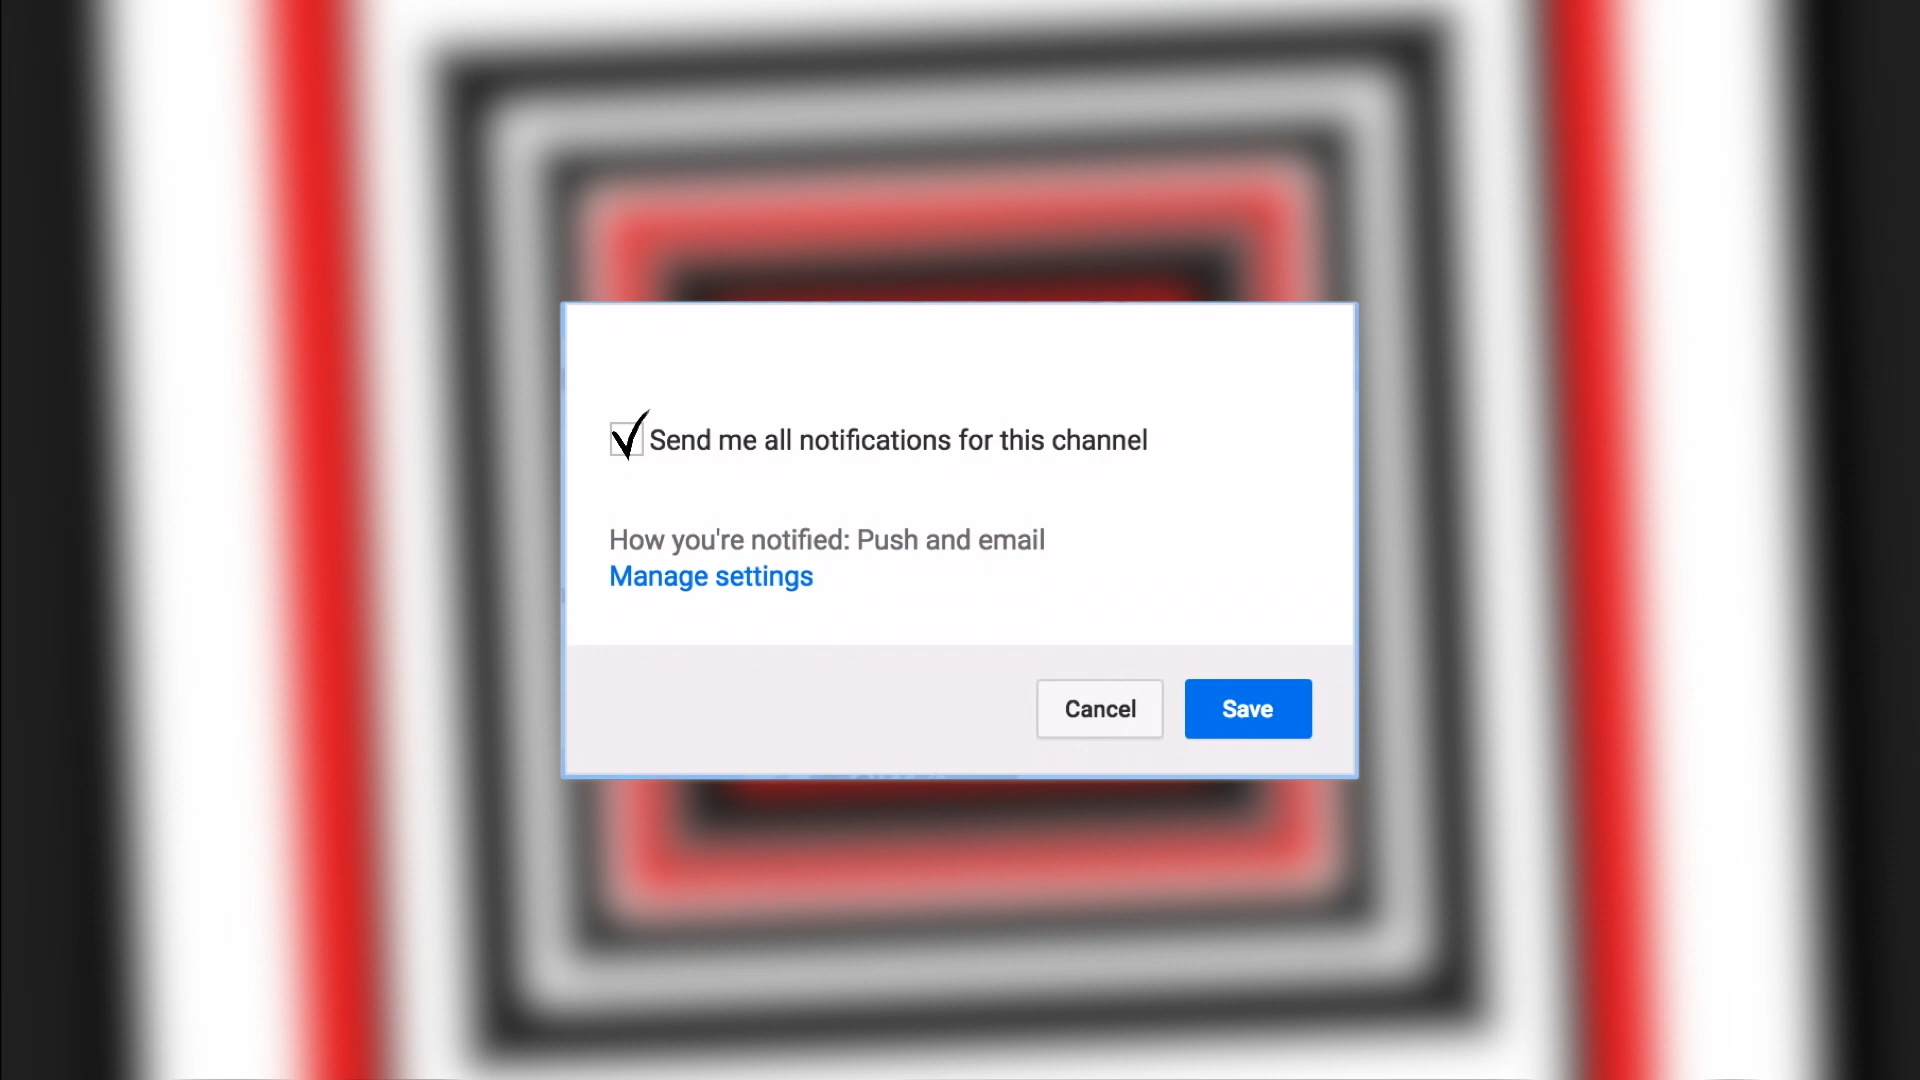 Send me all notifications for this channel
How you're notified: Push and email
Manage settings
Cancel
Save